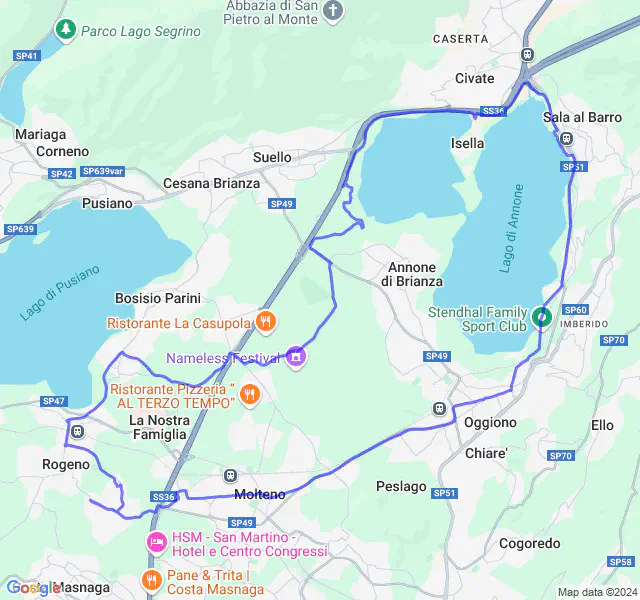 Abbazia di San
Pietro al Monte
Parco Lago Segrino
CASERTA
SP41
Civate
SS36
Mariaga
Corneno
Sala al Barro
Isella
Suello
SP42
SP639var
Cesana Brianza
SP51
Pusiano
SP49
SP639
Lago di Annone
Lago di Pusiano
Annone
di Brianza
Bosisio Parini
Stendhal Family
Sport Club
SP60
IMBERIDO
Ristorante La Casupola
SP70
Nameless Festival
SP49
Ristorante Pizzeria "
AL TERZO TEMPO"
SP47
La Nostra
Famiglia
Oggiono
Ello
Chiare'
Rogeno
SP70
Peslago
SS36
Molteno
SP51
SP49
HSM - San Martino -
Hotel e Centro Congressi
Cogoredo
SP58
Pane & Trita |
Costa Masnaga
Google
Masnaga
Map data ©2024